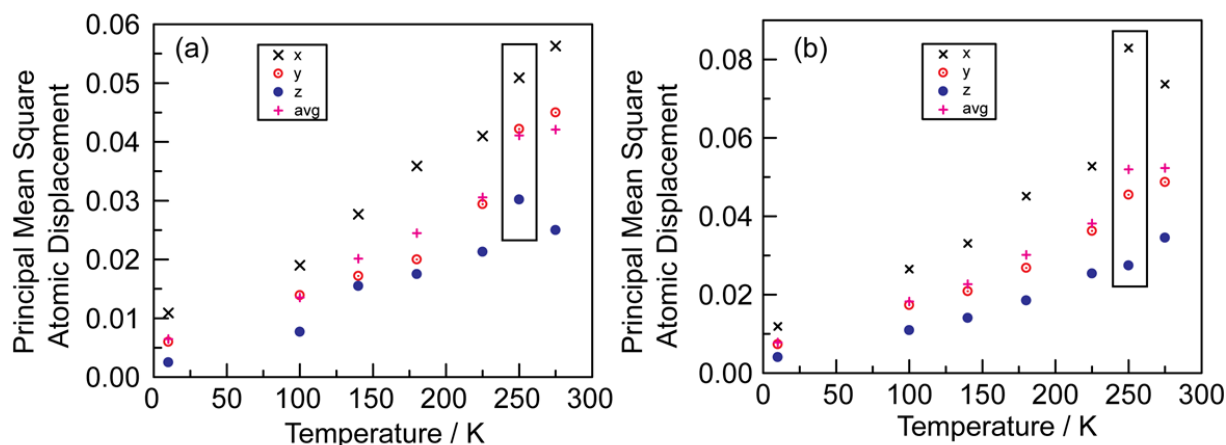 (a)
x
y
z
avg
0.06
0.05
0.04
0.03
0.02
0.01
0.00
0
50
100
150
200
250
300
Principal Mean Square
Atomic Displacement
Temperature / K
(b)
x
y
z
avg
0.08
0.06
0.04
0.02
0.00
0
50
100
150
200
250
300
Principal Mean Square
Atomic Displacement
Temperature / K